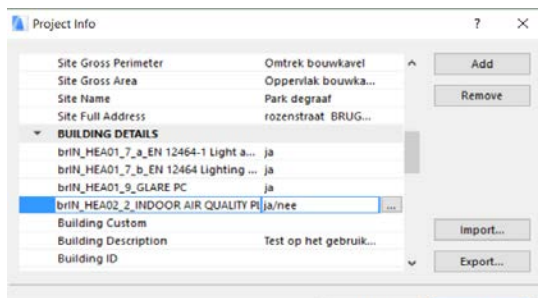 Project Info ? ×
Site Gross Perimeter Omtrek bouwkavel Add
Site Gross Area Oppervlak bouwka...
Site Name Park degraaf Remove
Site Full Address rozenstraat BRUG...
BUILDING DETAILS
brIN_HEA01_7_a_EN 12464-1 Light a... ja
brIN_HEA01_7_b_EN 12464 Lighting ... ja
brIN_HEA01_9_GLARE PC ja
brIN_HEA02_2_INDOOR AIR QUALITY PL ja/nee ...
Building Custom Import...
Building Description Test op het gebruik...
Building ID Export...